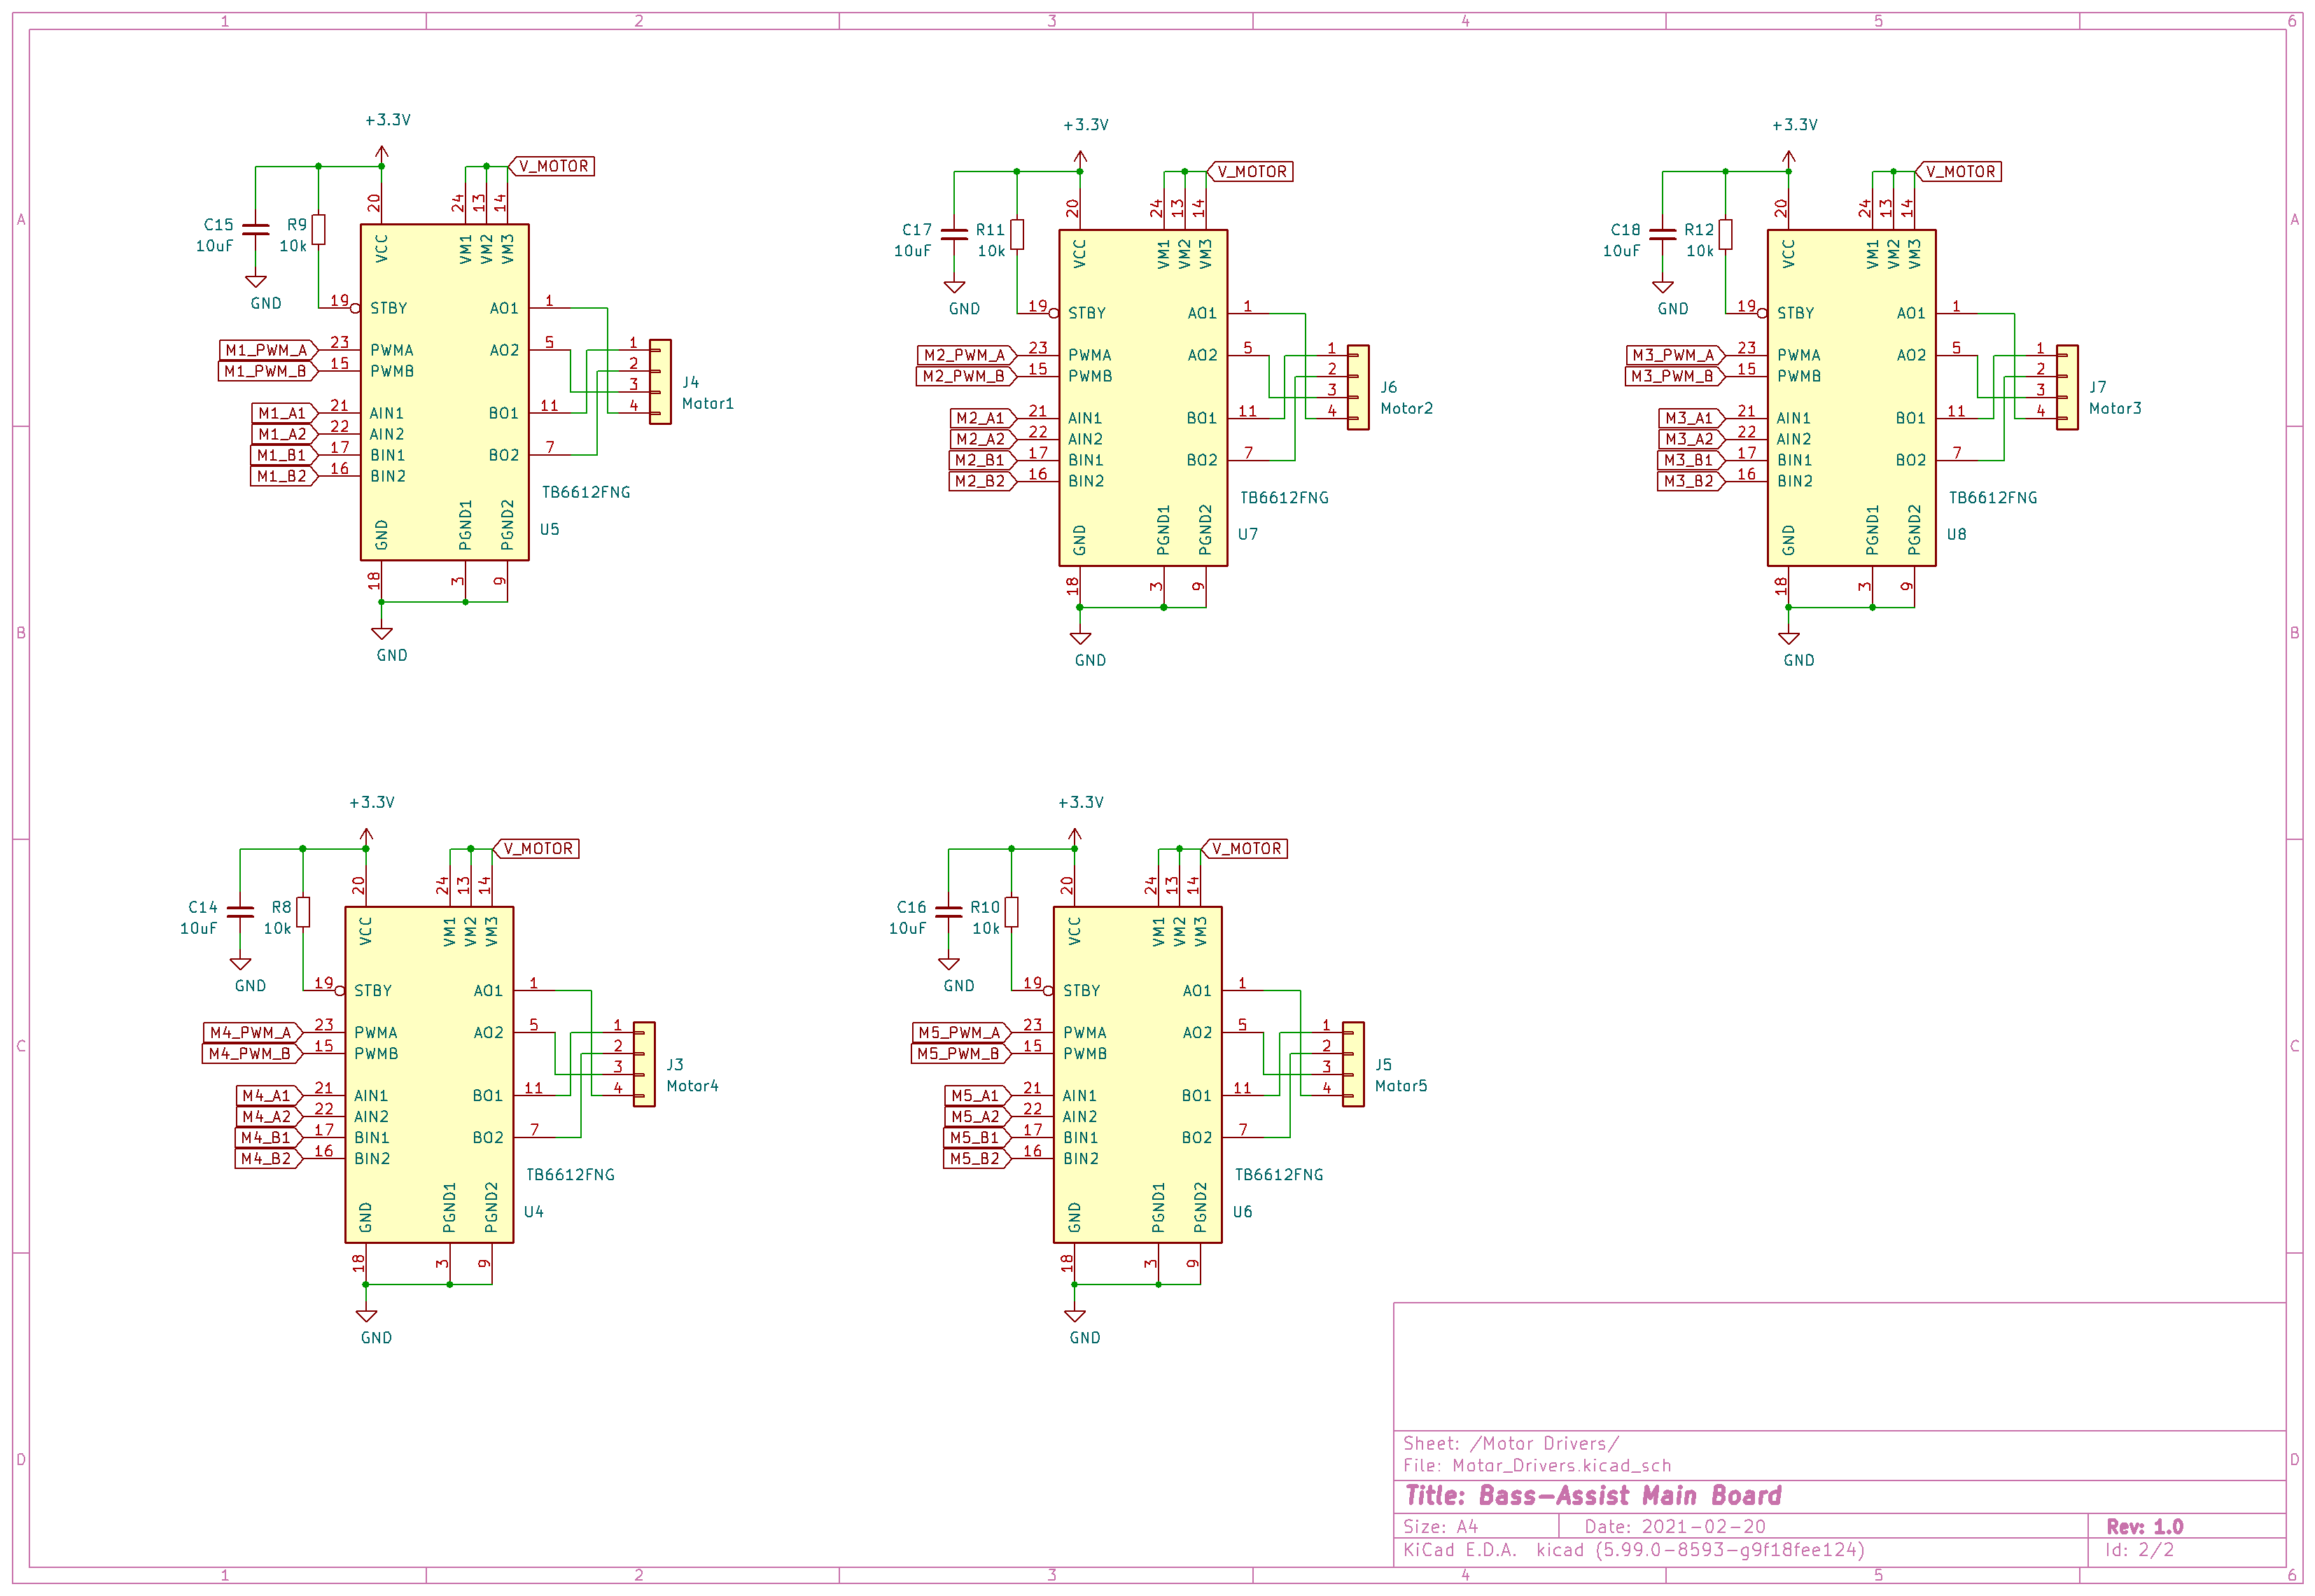 1 2 3 4 5 6
A A
B B
C C
D D
+3.3V
V_MOTOR
20 24 13 14
C15 R9
10uF 10k
GND
VCC VM1 VM2 VM3
19 STBY AO1 1
M1_PWM_A 23 PWMA AO2 5
M1_PWM_B 15 PWMB
M1_A1 21 AIN1 BO1 11
M1_A2 22 AIN2
M1_B1 17 BIN1 BO2 7
M1_B2 16 BIN2
1
2
3
4
J4
Motor1
TB6612FNG
U5
GND PGND1 PGND2
18 3 9
GND
+3.3V
V_MOTOR
20 24 13 14
C17 R11
10uF 10k
GND
VCC VM1 VM2 VM3
19 STBY AO1 1
M2_PWM_A 23 PWMA AO2 5
M2_PWM_B 15 PWMB
M2_A1 21 AIN1 BO1 11
M2_A2 22 AIN2
M2_B1 17 BIN1 BO2 7
M2_B2 16 BIN2
1
2
3
4
J6
Motor2
TB6612FNG
U7
GND PGND1 PGND2
18 3 9
GND
+3.3V
V_MOTOR
20 24 13 14
C18 R12
10uF 10k
GND
VCC VM1 VM2 VM3
19 STBY AO1 1
M3_PWM_A 23 PWMA AO2 5
M3_PWM_B 15 PWMB
M3_A1 21 AIN1 BO1 11
M3_A2 22 AIN2
M3_B1 17 BIN1 BO2 7
M3_B2 16 BIN2
1
2
3
4
J7
Motor3
TB6612FNG
U8
GND PGND1 PGND2
18 3 9
GND
+3.3V
V_MOTOR
20 24 13 14
C14 R8
10uF 10k
GND
VCC VM1 VM2 VM3
19 STBY AO1 1
M4_PWM_A 23 PWMA AO2 5
M4_PWM_B 15 PWMB
M4_A1 21 AIN1 BO1 11
M4_A2 22 AIN2
M4_B1 17 BIN1 BO2 7
M4_B2 16 BIN2
1
2
3
4
J3
Motor4
TB6612FNG
U4
GND PGND1 PGND2
18 3 9
GND
+3.3V
V_MOTOR
20 24 13 14
C16 R10
10uF 10k
GND
VCC VM1 VM2 VM3
19 STBY AO1 1
M5_PWM_A 23 PWMA AO2 5
M5_PWM_B 15 PWMB
M5_A1 21 AIN1 BO1 11
M5_A2 22 AIN2
M5_B1 17 BIN1 BO2 7
M5_B2 16 BIN2
1
2
3
4
J5
Motor5
TB6612FNG
U6
GND PGND1 PGND2
18 3 9
GND
Sheet: /Motor Drivers/
File: Motor_Drivers.kicad_sch
Title: Bass-Assist Main Board
Size: A4 Date: 2021-02-20 Rev: 1.0
KiCad E.D.A. kicad (5.99.0-8593-g9f18fee124) Id: 2/2
1 2 3 4 5 6